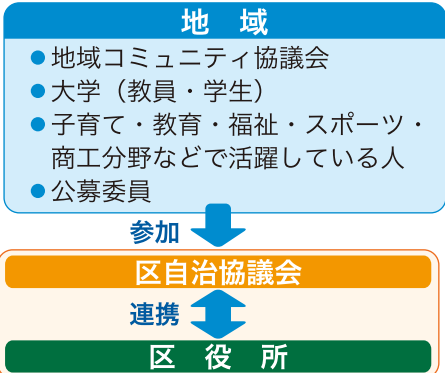 地 域
●地域コミュニティ協議会
●大学（教員・学生）
●子育て・教育・福祉・スポーツ・
商工分野などで活躍している人
●公募委員
参加
区自治協議会
連携
区 役 所